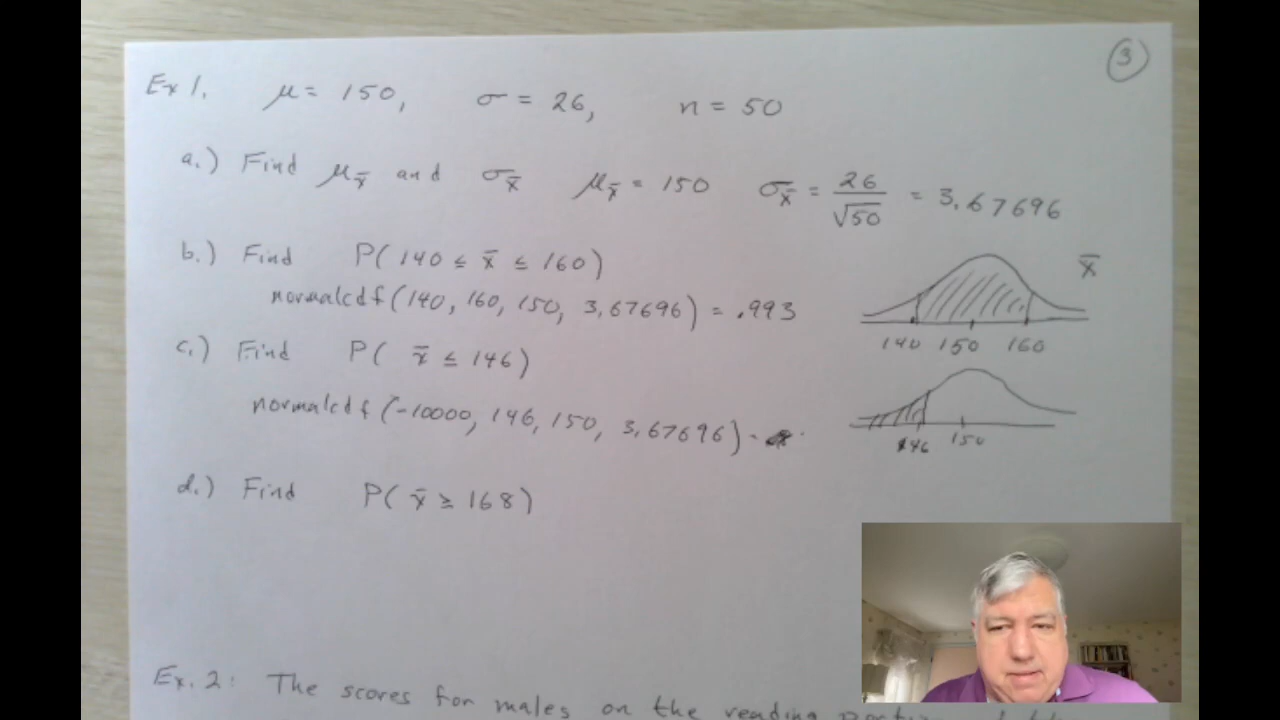 3
Ex 1. μ = 150, σ = 26, n = 50
a.) Find μx̄ and σx̄ μx̄ = 150 σx̄ = 26/√50 = 3.67696
b.) Find P( 140 ≤ x̄ ≤ 160)
normalcdf (140, 160, 150, 3.67696) = .993
x̄
140 150 160
c.) Find P( x̄ ≤ 146)
normalcdf (-10000, 146, 150, 3.67696)
146 150
d.) Find P( x̄ ≥ 168)
Ex. 2: The scores for males on the reading